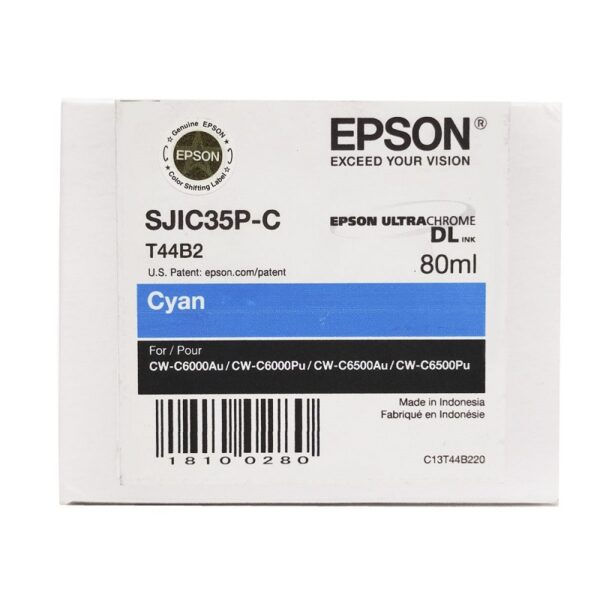 Genuine EPSON
EPSON
Color Shifting Label
EPSON®
EXCEED YOUR VISION
SJIC35P-C
T44B2
U.S. Patent: epson.com/patent
EPSON ULTRACHROME
DL INK
80ml
Cyan
For / Pour
CW-C6000Au / CW-C6000Pu / CW-C6500Au / CW-C6500Pu
Made in Indonesia
Fabriqué en Indonésie
18100280
C13T44B220